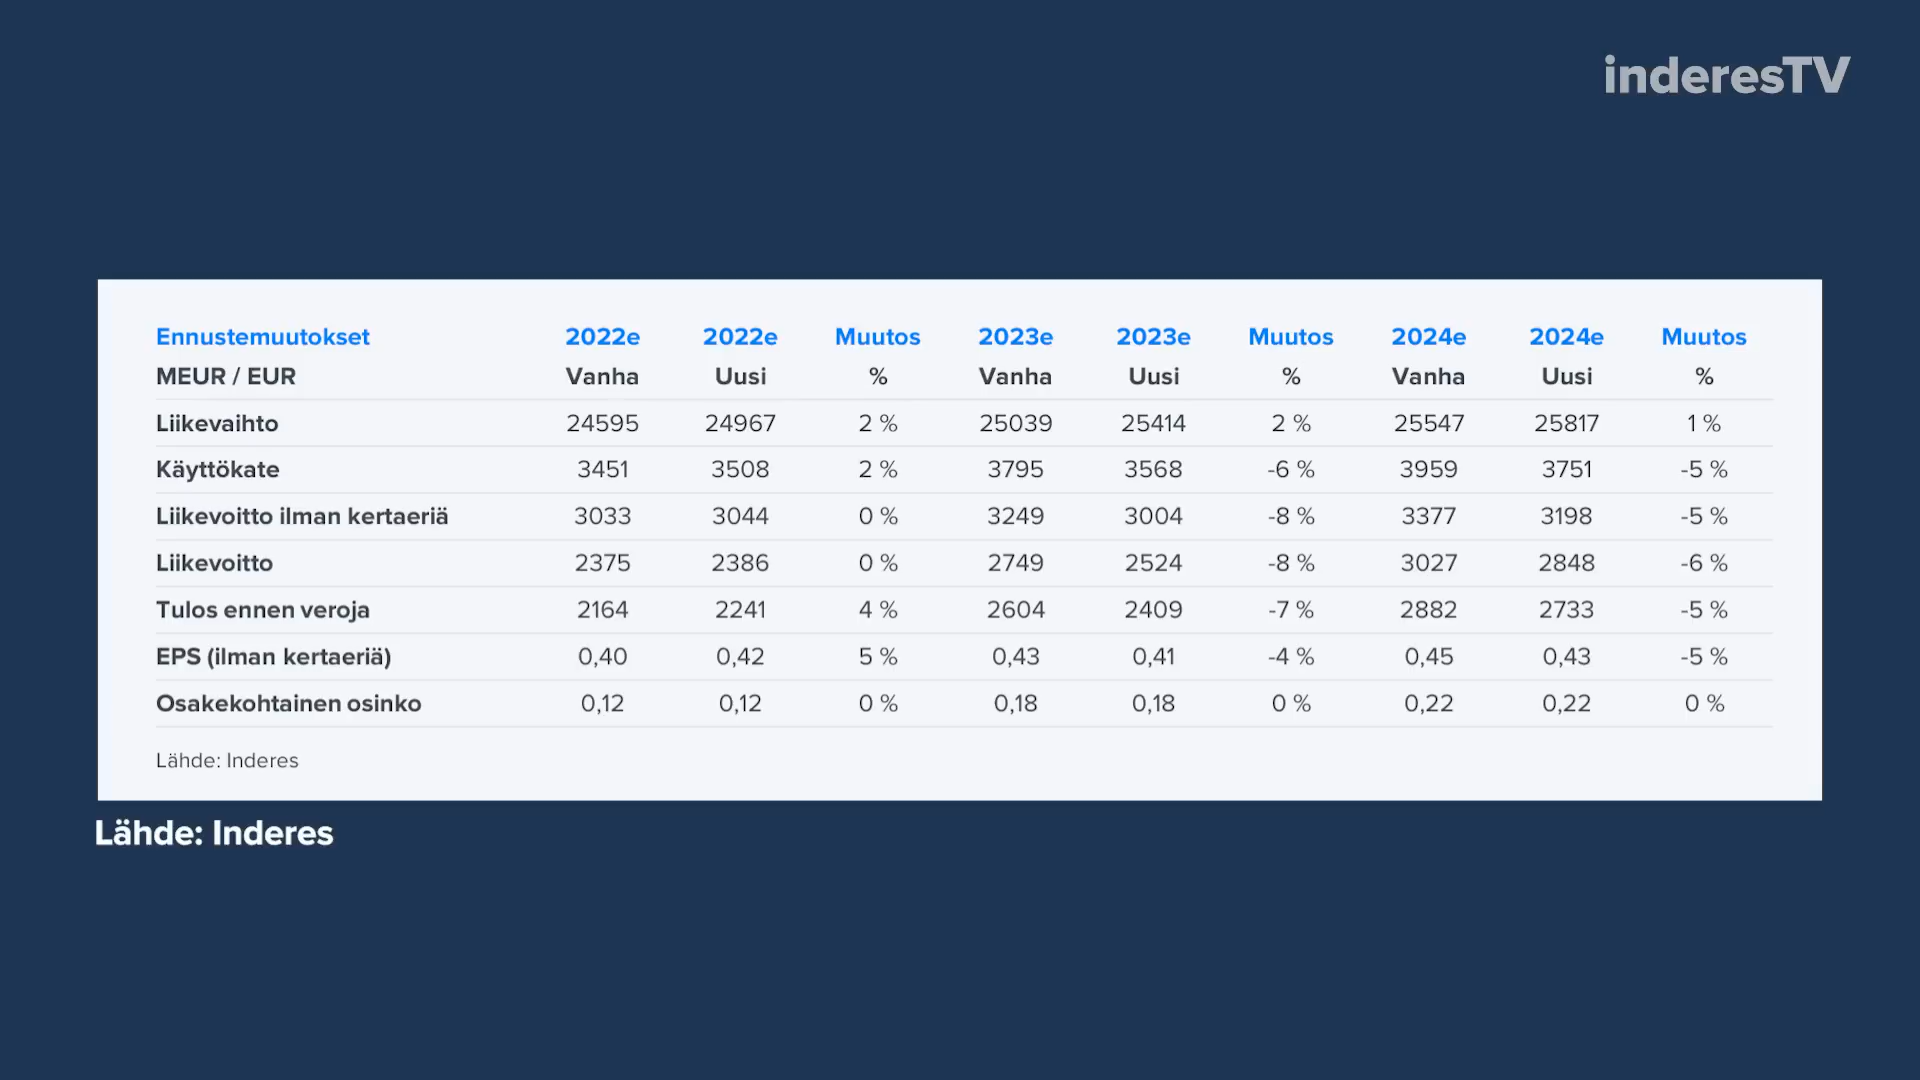 inderesTV
Ennustemuutokset 2022e 2022e Muutos 2023e 2023e Muutos 2024e 2024e Muutos
MEUR / EUR Vanha Uusi % Vanha Uusi % Vanha Uusi %
Liikevaihto 24595 24967 2 % 25039 25414 2 % 25547 25817 1 %
Käyttökate 3451 3508 2 % 3795 3568 -6 % 3959 3751 -5 %
Liikevoitto ilman kertaeriä 3033 3044 0 % 3249 3004 -8 % 3377 3198 -5 %
Liikevoitto 2375 2386 0 % 2749 2524 -8 % 3027 2848 -6 %
Tulos ennen veroja 2164 2241 4 % 2604 2409 -7 % 2882 2733 -5 %
EPS (ilman kertaeriä) 0,40 0,42 5 % 0,43 0,41 -4 % 0,45 0,43 -5 %
Osakekohtainen osinko 0,12 0,12 0 % 0,18 0,18 0 % 0,22 0,22 0 %
Lähde: Inderes
Lähde: Inderes